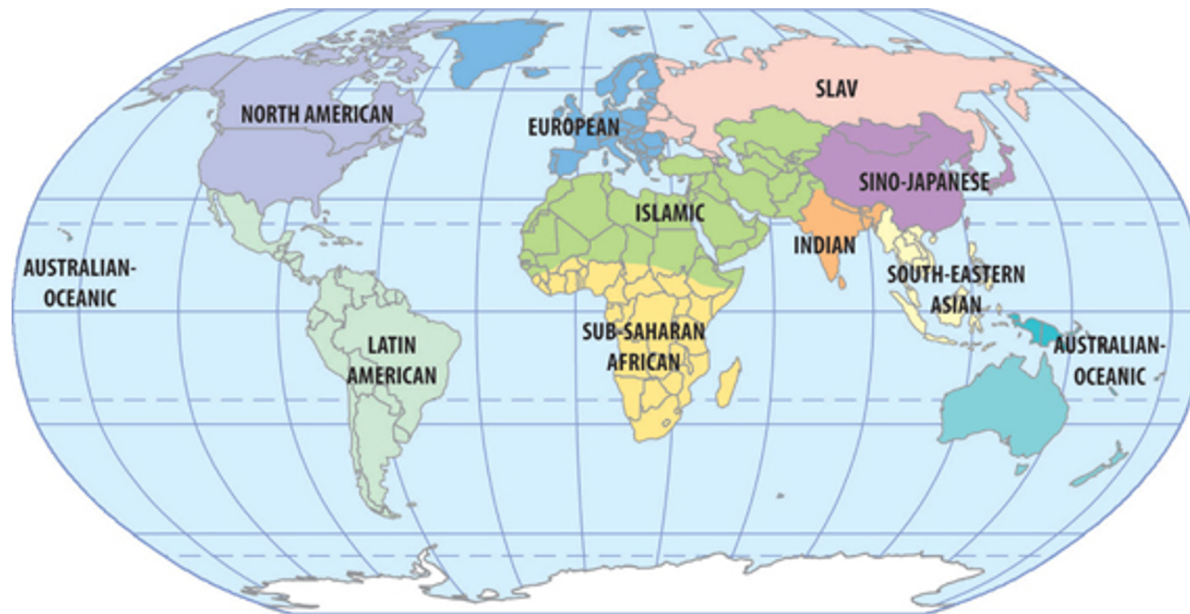 NORTH AMERICAN
EUROPEAN
SLAV
SINO-JAPANESE
ISLAMIC
INDIAN
AUSTRALIAN-
OCEANIC
SOUTH-EASTERN
ASIAN
SUB-SAHARAN
AFRICAN
LATIN
AMERICAN
AUSTRALIAN-
OCEANIC